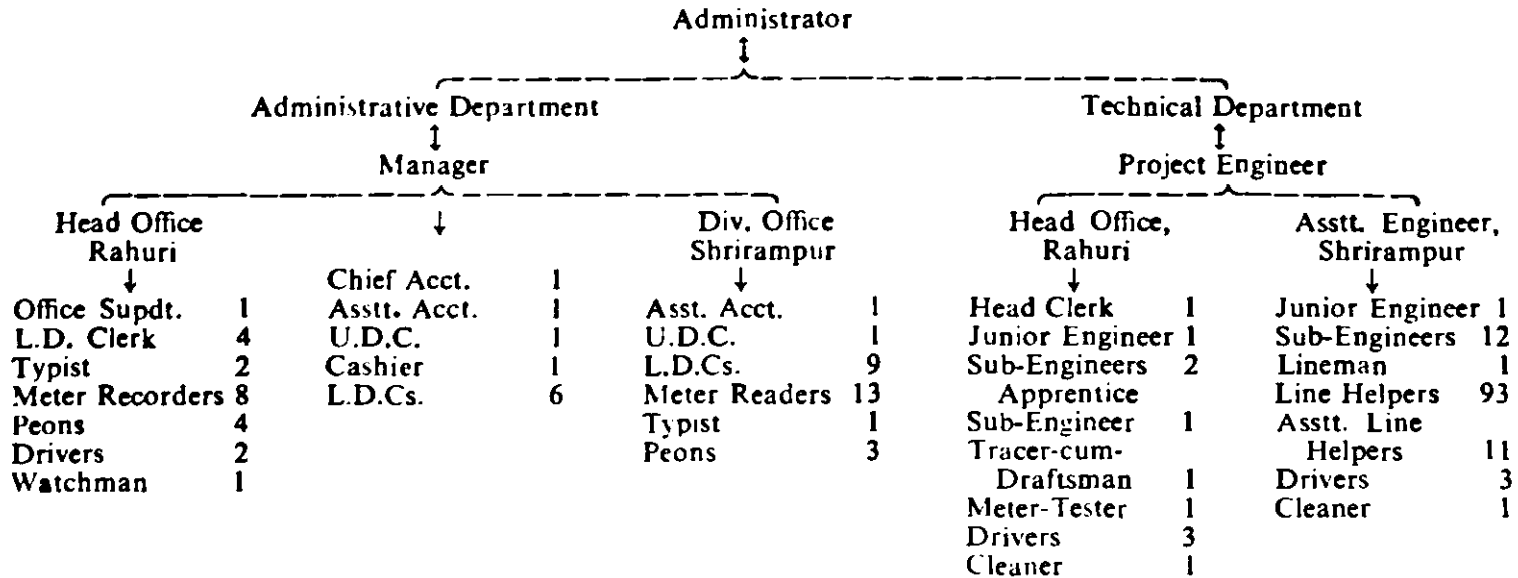 Administrator
Administrative Department
Manager
Head Office
Rahuri
Office Supdt. 1
L.D. Clerk 4
Typist 2
Meter Recorders 8
Peons 4
Drivers 2
Watchman 1
Chief Acct. 1
Asstt. Acct. 1
U.D.C. 1
Cashier 1
L.D.Cs. 6
Div. Office
Shrirampur
Asst. Acct. 1
U.D.C. 1
L.D.Cs. 9
Meter Readers 13
Typist 1
Peons 3
Technical Department
Project Engineer
Head Office,
Rahuri
Head Clerk 1
Junior Engineer 1
Sub-Engineers 2
Apprentice
Sub-Engineer 1
Tracer-cum-
Draftsman 1
Meter-Tester 1
Drivers 3
Cleaner 1
Asstt. Engineer,
Shrirampur
Junior Engineer 1
Sub-Engineers 12
Lineman 1
Line Helpers 93
Asstt. Line
Helpers 11
Drivers 3
Cleaner 1